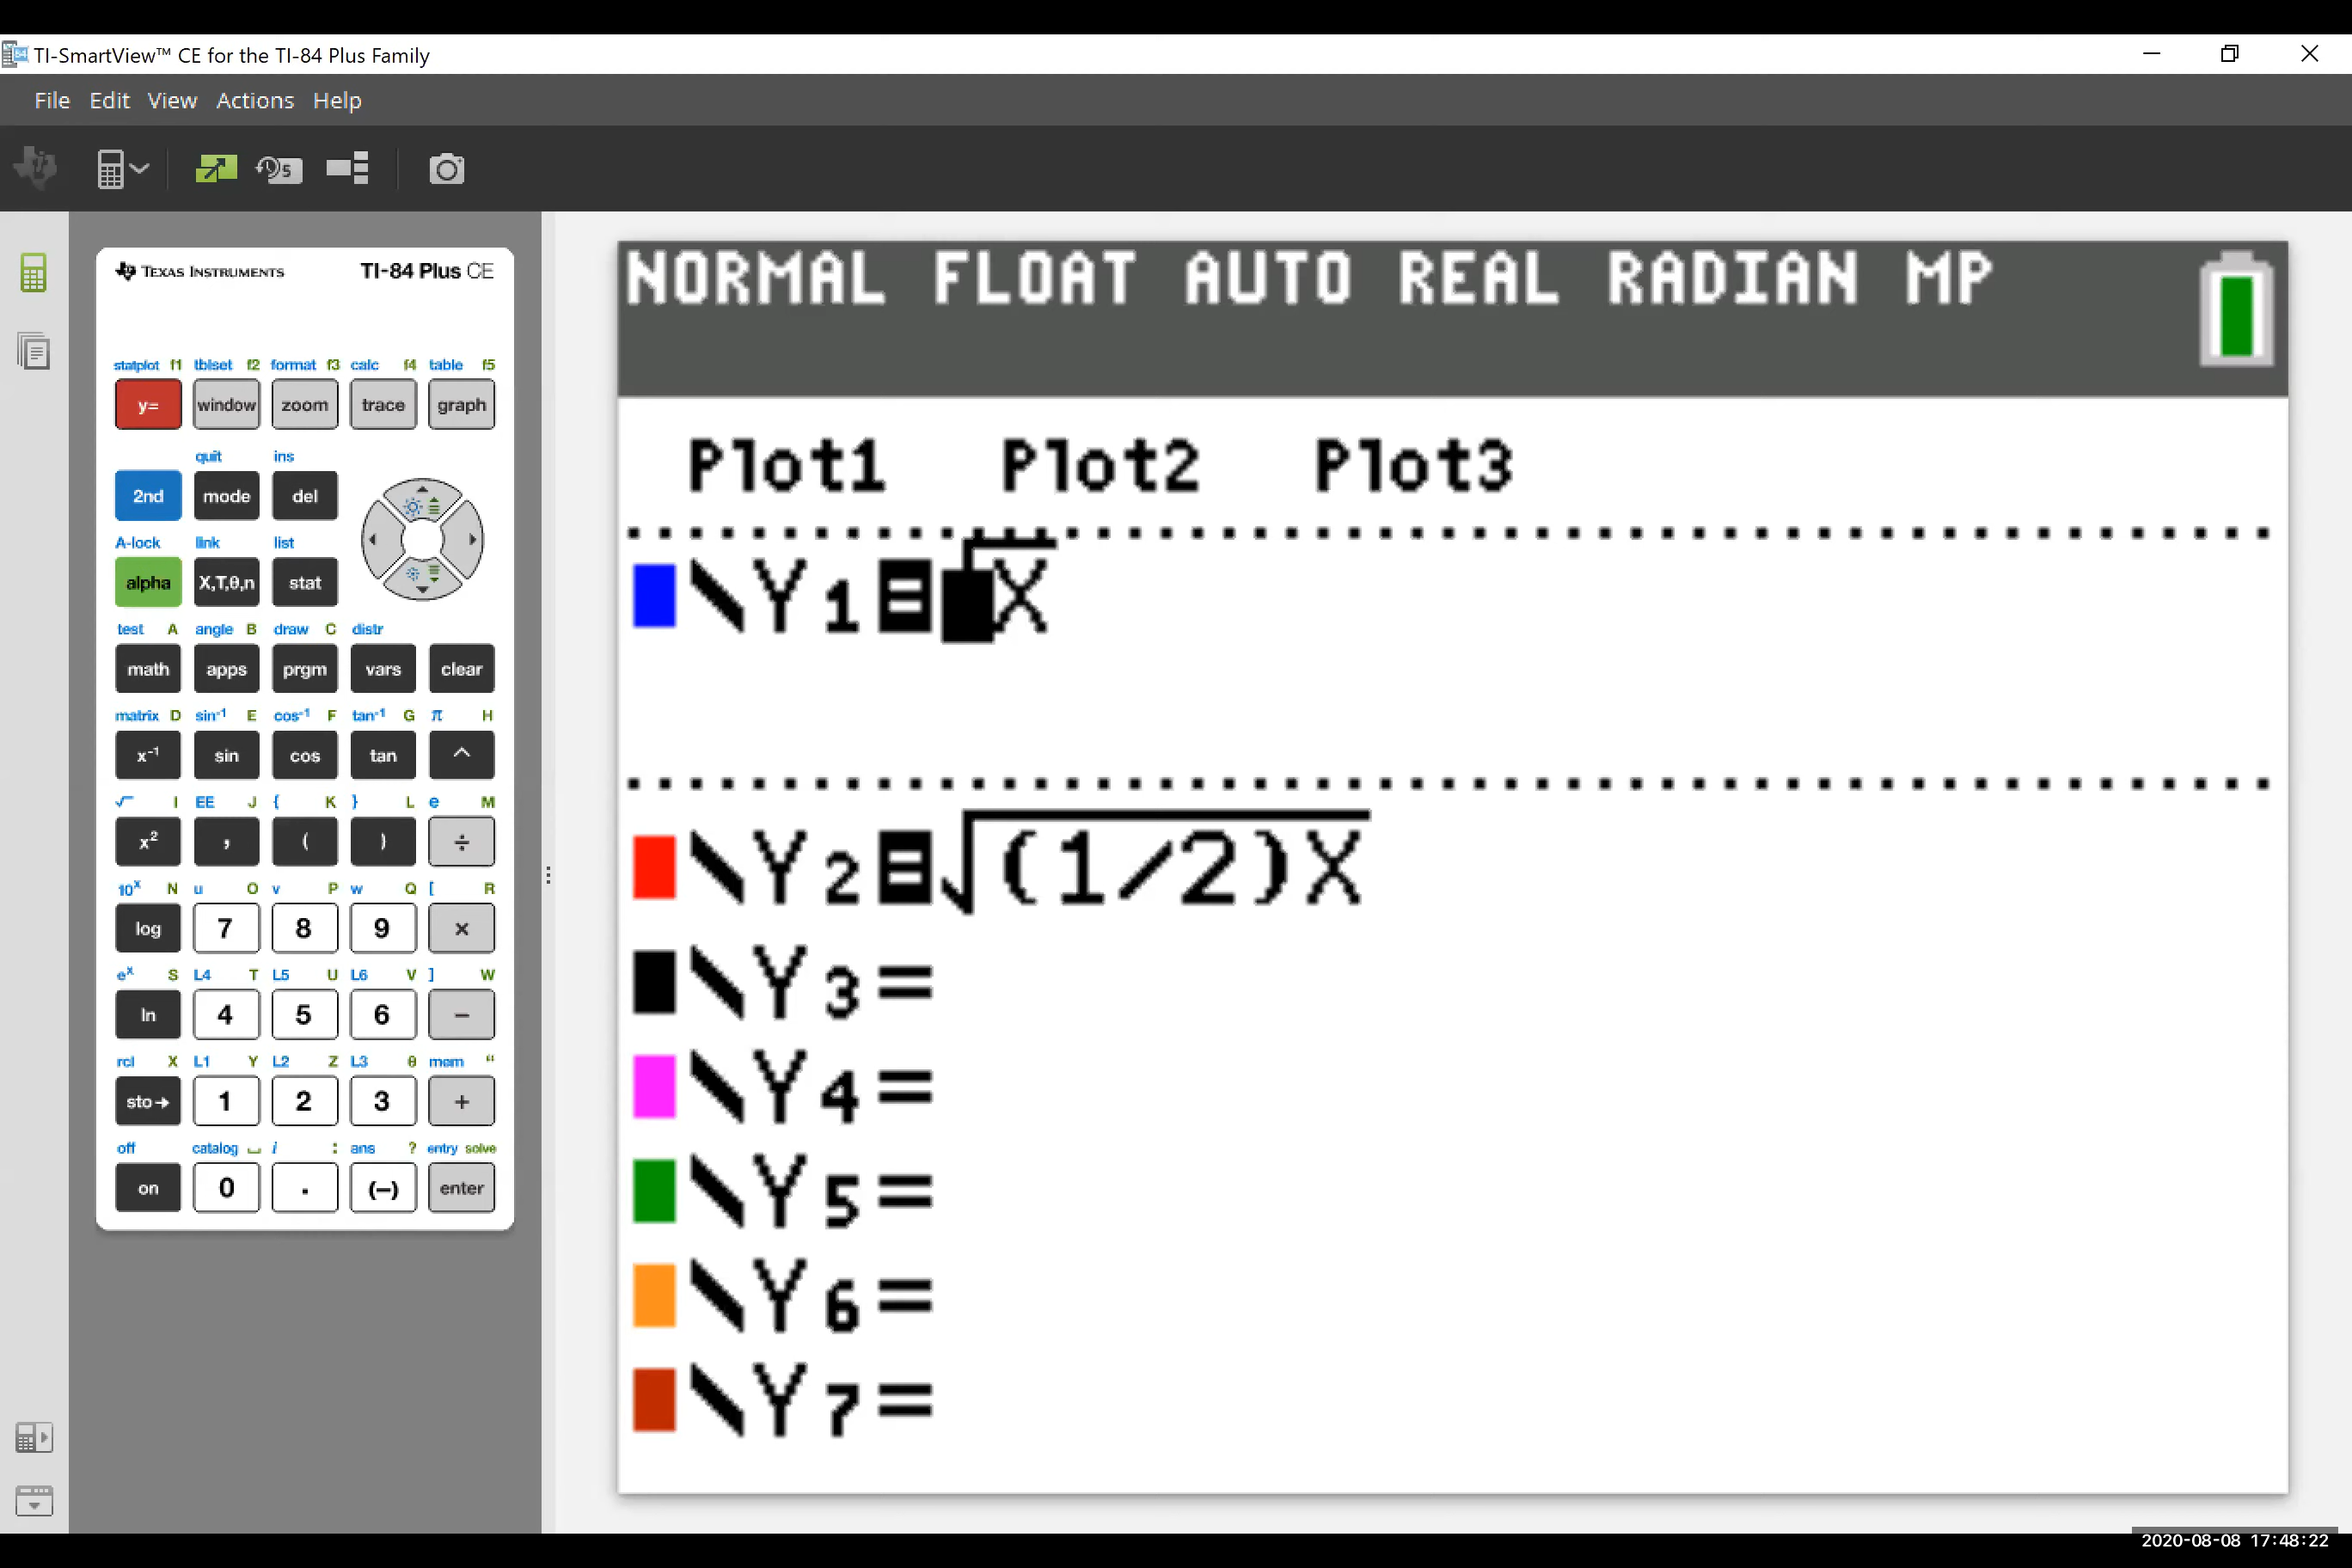 TI-SmartView™ CE for the TI-84 Plus Family
File Edit View Actions Help
TEXAS INSTRUMENTS TI-84 Plus CE
statplot f1 tblset f2 format f3 calc f4 table f5
y= window zoom trace graph
quit ins
2nd mode del
A-lock link list
alpha X,T,θ,n stat
test A angle B draw C distr
math apps prgm vars clear
matrix D sin⁻¹ E cos⁻¹ F tan⁻¹ G π H
x⁻¹ sin cos tan ^
√ I EE J { K } L e M
x² , ( ) ÷
10ˣ N u O v P w Q [ R
log 7 8 9 ×
eˣ S L4 T L5 U L6 V ] W
ln 4 5 6 −
rcl X L1 Y L2 Z L3 θ mem "
sto→ 1 2 3 +
off catalog ⎵ i : ans ? entry solve
on 0 . (−) enter
NORMAL FLOAT AUTO REAL RADIAN MP
Plot1 Plot2 Plot3
\Y1=√X
\Y2=√(1/2)X
\Y3=
\Y4=
\Y5=
\Y6=
\Y7=
2020-08-08 17:48:22